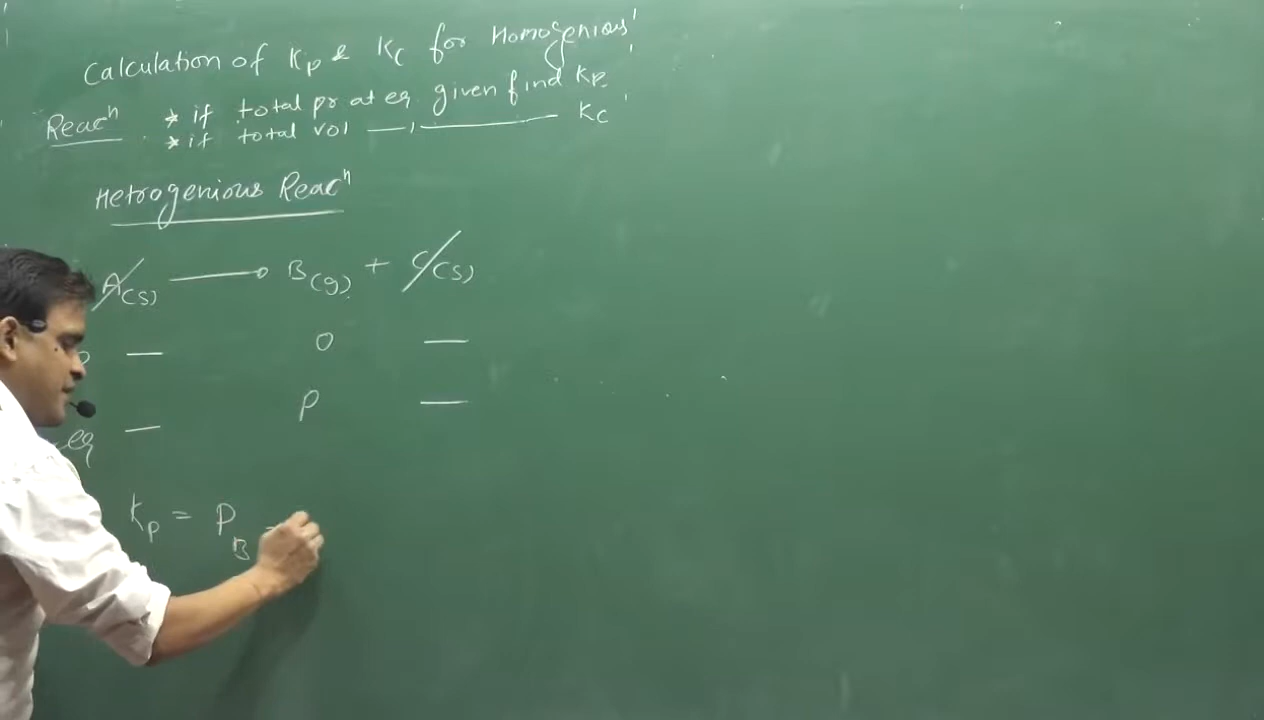 Calculation of Kp & Kc for Homogenious
Reacⁿ * if total pr at eq given find Kp
* if total vol — 1 — Kc
Hetrogenious Reacⁿ
A(s) → B(g) + C(s)
— 0 —
eq — P —
Kp = PB =